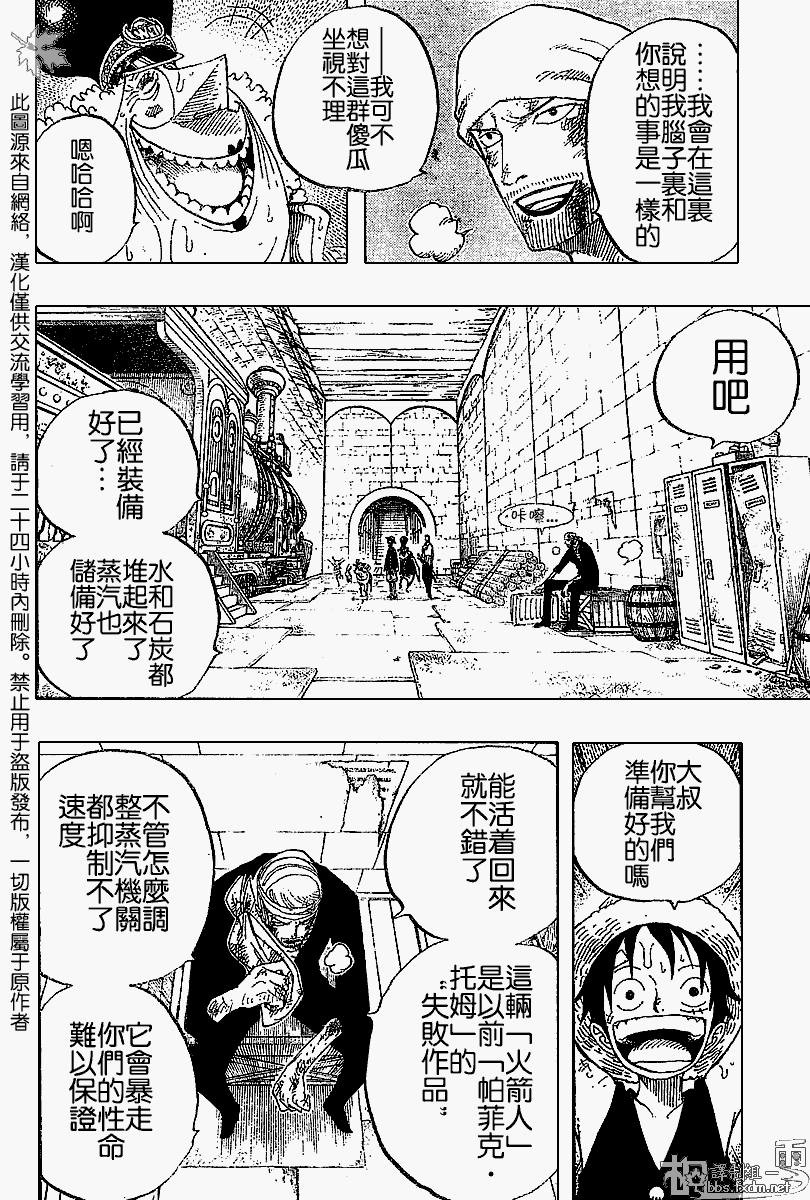 ……我會在這裏
說明我腦子裏和
你想的事是一樣的
——我可不
想對這群傻瓜
坐視不理
嗯哈哈
啊
用吧
咔嚓…
已經裝備
好了…
水和石炭都
堆起來了
蒸汽也
儲備好了
大叔
你幫我們
準備好的嗎
能活着回來
就不錯了
這輛「火箭人」
是以前「帕菲克·
托姆」的
“失敗作品”
不管怎麼調
整蒸汽機關
都抑制不了
速度
它會暴走
你們的性命
難以保證
此圖源來自網絡，漢化僅供交流學習用，請于二十四小時內刪除。禁止用于盜版發布，一切版權屬于原作者
譯制組
bbs.fxdm.net